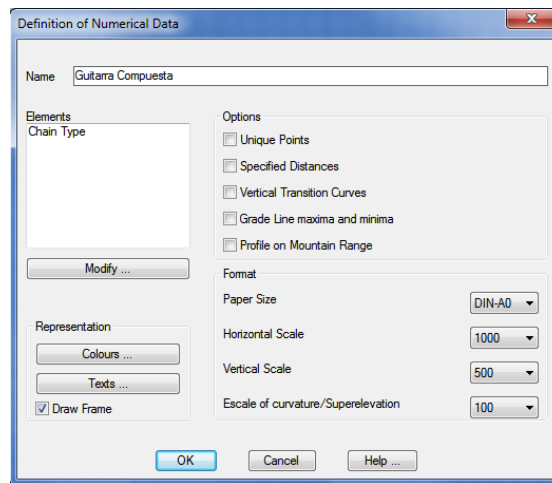 Definition of Numerical Data
Name Guitarra Compuesta
Elements
Chain Type
Modify ...
Options
Unique Points
Specified Distances
Vertical Transition Curves
Grade Line maxima and minima
Profile on Mountain Range
Representation
Colours ...
Texts ...
Draw Frame
Format
Paper Size DIN-A0
Horizontal Scale 1000
Vertical Scale 500
Escale of curvature/Superelevation 100
OK Cancel Help ...